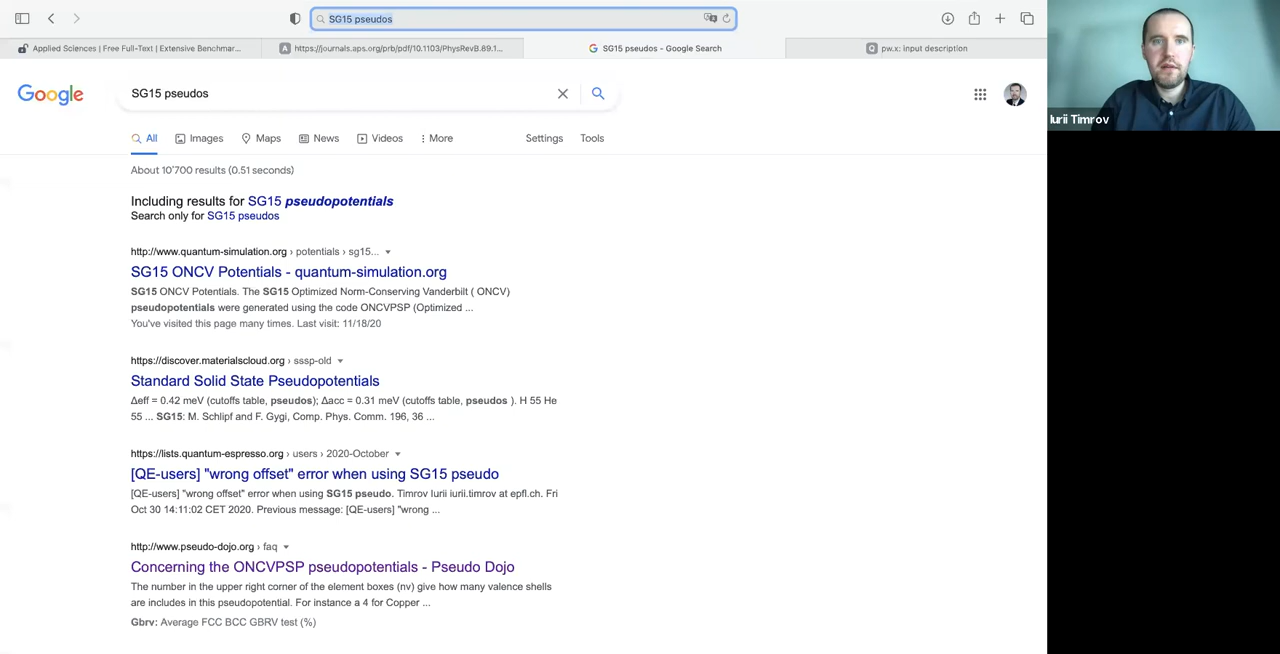 SG15 pseudos
Applied Sciences | Free Full-Text | Extensive Benchmar...
https://journals.aps.org/prb/pdf/10.1103/PhysRevB.89.1...
SG15 pseudos - Google Search
pw.x: input description
Google
SG15 pseudos
All
Images
Maps
News
Videos
More
Settings
Tools
About 10'700 results (0.51 seconds)
Including results for SG15 pseudopotentials
Search only for SG15 pseudos
http://www.quantum-simulation.org › potentials › sg15...
SG15 ONCV Potentials - quantum-simulation.org
SG15 ONCV Potentials. The SG15 Optimized Norm-Conserving Vanderbilt ( ONCV)
pseudopotentials were generated using the code ONCVPSP (Optimized ...
You've visited this page many times. Last visit: 11/18/20
https://discover.materialscloud.org › sssp-old
Standard Solid State Pseudopotentials
Δeff = 0.42 meV (cutoffs table, pseudos); Δacc = 0.31 meV (cutoffs table, pseudos ). H 55 He
55 ... SG15: M. Schlipf and F. Gygi, Comp. Phys. Comm. 196, 36 ...
https://lists.quantum-espresso.org › users › 2020-October
[QE-users] "wrong offset" error when using SG15 pseudo
[QE-users] "wrong offset" error when using SG15 pseudo. Timrov Iurii iurii.timrov at epfl.ch. Fri
Oct 30 14:11:02 CET 2020. Previous message: [QE-users] "wrong ...
http://www.pseudo-dojo.org › faq
Concerning the ONCVPSP pseudopotentials - Pseudo Dojo
The number in the upper right corner of the element boxes (nv) give how many valence shells
are includes in this pseudopotential. For instance a 4 for Copper ...
Gbrv: Average FCC BCC GBRV test (%)
Iurii Timrov